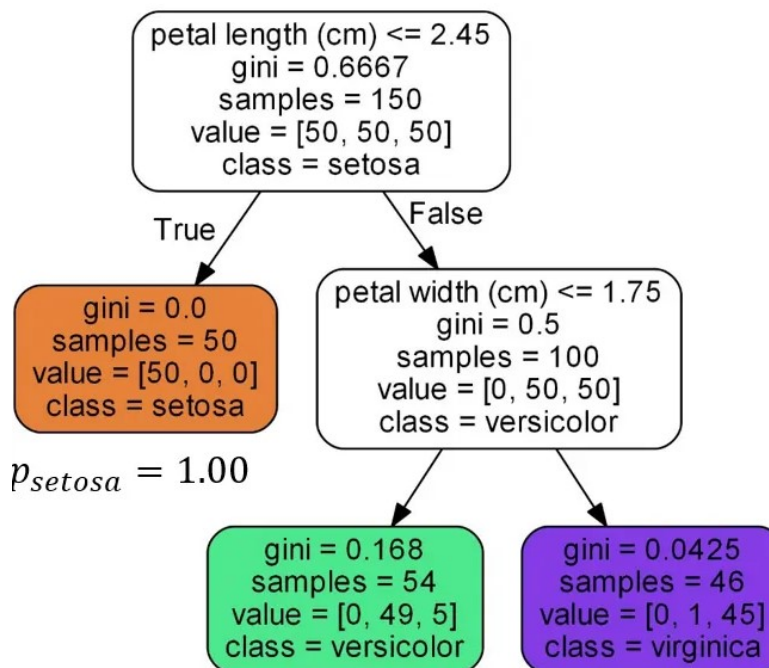 petal length (cm) <= 2.45
gini = 0.6667
samples = 150
value = [50, 50, 50]
class = setosa
True
False
gini = 0.0
samples = 50
value = [50, 0, 0]
class = setosa
petal width (cm) <= 1.75
gini = 0.5
samples = 100
value = [0, 50, 50]
class = versicolor
p_setosa = 1.00
gini = 0.168
samples = 54
value = [0, 49, 5]
class = versicolor
gini = 0.0425
samples = 46
value = [0, 1, 45]
class = virginica